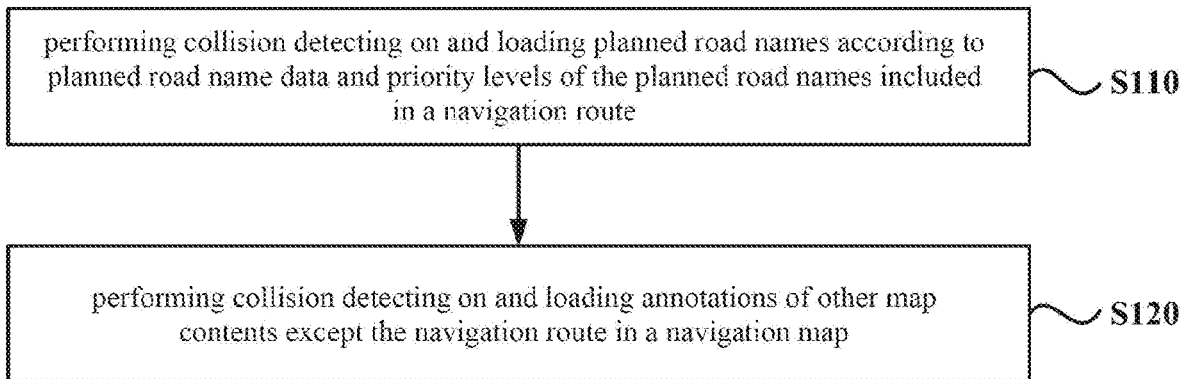 performing collision detecting on and loading planned road names according to
planned road name data and priority levels of the planned road names included
in a navigation route
S110
performing collision detecting on and loading annotations of other map
contents except the navigation route in a navigation map
S120